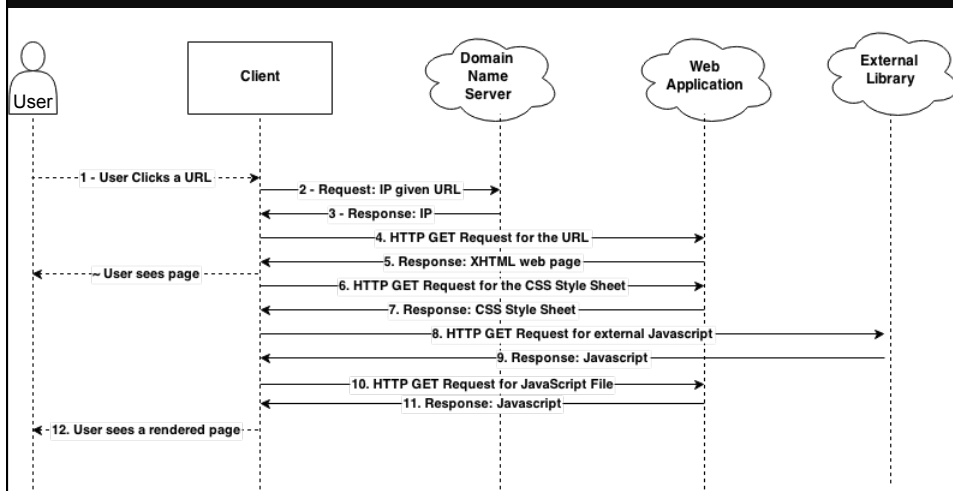 User
Client
Domain
Name
Server
Web
Application
External
Library
1 - User Clicks a URL
2 - Request: IP given URL
3 - Response: IP
4. HTTP GET Request for the URL
5. Response: XHTML web page
~ User sees page
6. HTTP GET Request for the CSS Style Sheet
7. Response: CSS Style Sheet
8. HTTP GET Request for external Javascript
9. Response: Javascript
10. HTTP GET Request for JavaScript File
11. Response: Javascript
12. User sees a rendered page